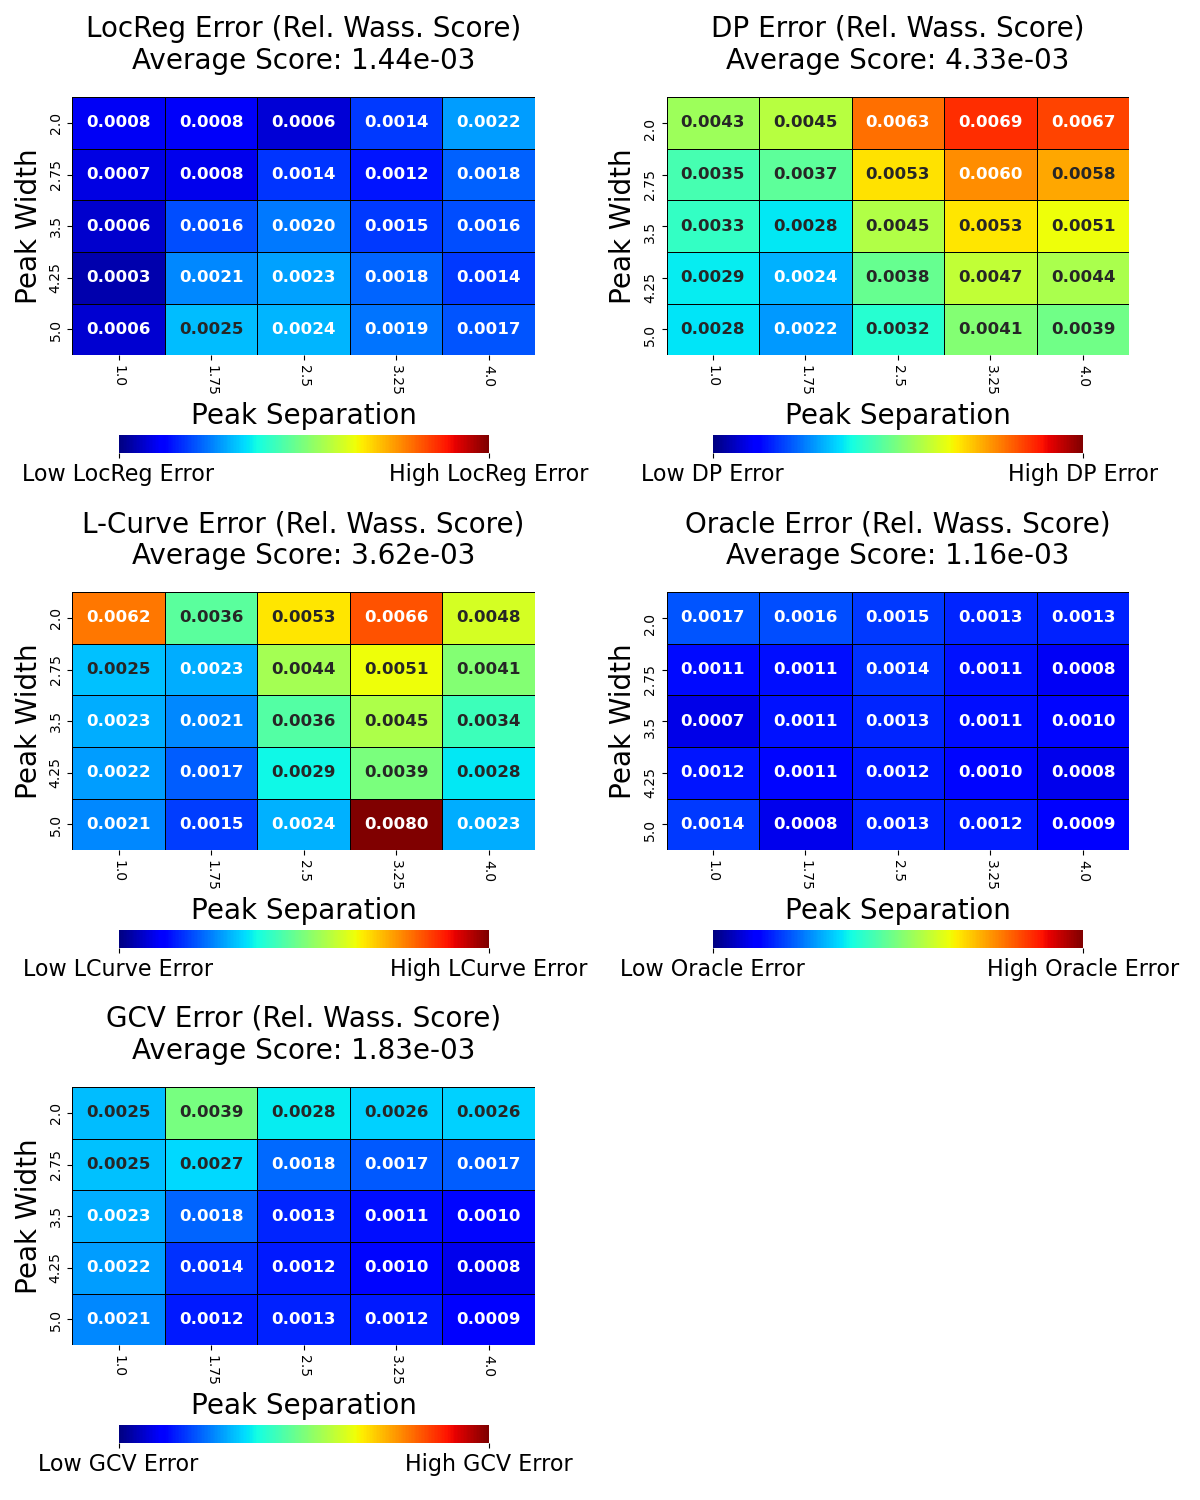 LocReg Error (Rel. Wass. Score)
Average Score: 1.44e-03
Peak Width
2.0 0.0008 0.0008 0.0006 0.0014 0.0022
2.75 0.0007 0.0008 0.0014 0.0012 0.0018
3.5 0.0006 0.0016 0.0020 0.0015 0.0016
4.25 0.0003 0.0021 0.0023 0.0018 0.0014
5.0 0.0006 0.0025 0.0024 0.0019 0.0017
1.0 1.75 2.5 3.25 4.0
Peak Separation
Low LocReg Error High LocReg Error
DP Error (Rel. Wass. Score)
Average Score: 4.33e-03
Peak Width
2.0 0.0043 0.0045 0.0063 0.0069 0.0067
2.75 0.0035 0.0037 0.0053 0.0060 0.0058
3.5 0.0033 0.0028 0.0045 0.0053 0.0051
4.25 0.0029 0.0024 0.0038 0.0047 0.0044
5.0 0.0028 0.0022 0.0032 0.0041 0.0039
1.0 1.75 2.5 3.25 4.0
Peak Separation
Low DP Error High DP Error
L-Curve Error (Rel. Wass. Score)
Average Score: 3.62e-03
Peak Width
2.0 0.0062 0.0036 0.0053 0.0066 0.0048
2.75 0.0025 0.0023 0.0044 0.0051 0.0041
3.5 0.0023 0.0021 0.0036 0.0045 0.0034
4.25 0.0022 0.0017 0.0029 0.0039 0.0028
5.0 0.0021 0.0015 0.0024 0.0080 0.0023
1.0 1.75 2.5 3.25 4.0
Peak Separation
Low LCurve Error High LCurve Error
Oracle Error (Rel. Wass. Score)
Average Score: 1.16e-03
Peak Width
2.0 0.0017 0.0016 0.0015 0.0013 0.0013
2.75 0.0011 0.0011 0.0014 0.0011 0.0008
3.5 0.0007 0.0011 0.0013 0.0011 0.0010
4.25 0.0012 0.0011 0.0012 0.0010 0.0008
5.0 0.0014 0.0008 0.0013 0.0012 0.0009
1.0 1.75 2.5 3.25 4.0
Peak Separation
Low Oracle Error High Oracle Error
GCV Error (Rel. Wass. Score)
Average Score: 1.83e-03
Peak Width
2.0 0.0025 0.0039 0.0028 0.0026 0.0026
2.75 0.0025 0.0027 0.0018 0.0017 0.0017
3.5 0.0023 0.0018 0.0013 0.0011 0.0010
4.25 0.0022 0.0014 0.0012 0.0010 0.0008
5.0 0.0021 0.0012 0.0013 0.0012 0.0009
1.0 1.75 2.5 3.25 4.0
Peak Separation
Low GCV Error High GCV Error